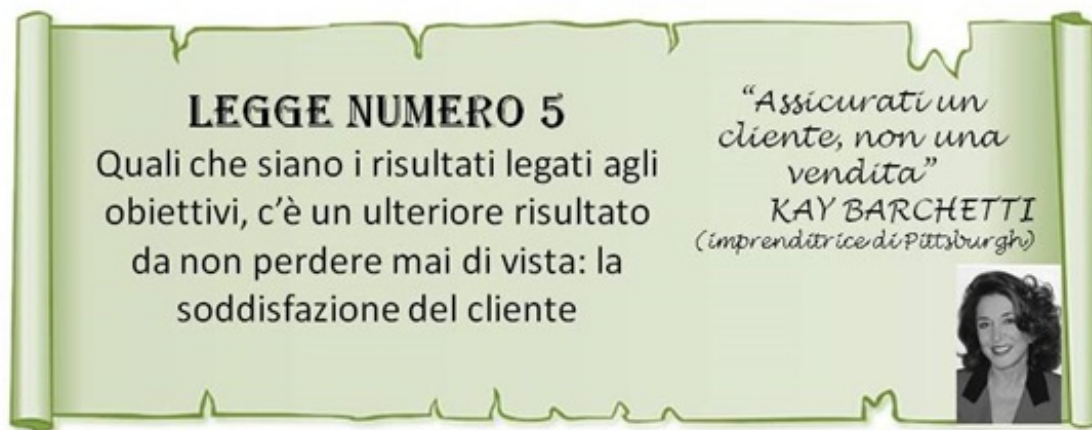 LEGGE NUMERO 5
Quali che siano i risultati legati agli
obiettivi, c'è un ulteriore risultato
da non perdere mai di vista: la
soddisfazione del cliente
"Assicurati un
cliente, non una
vendita"
KAY BARCHETTI
(imprenditrice di Pittsburgh)